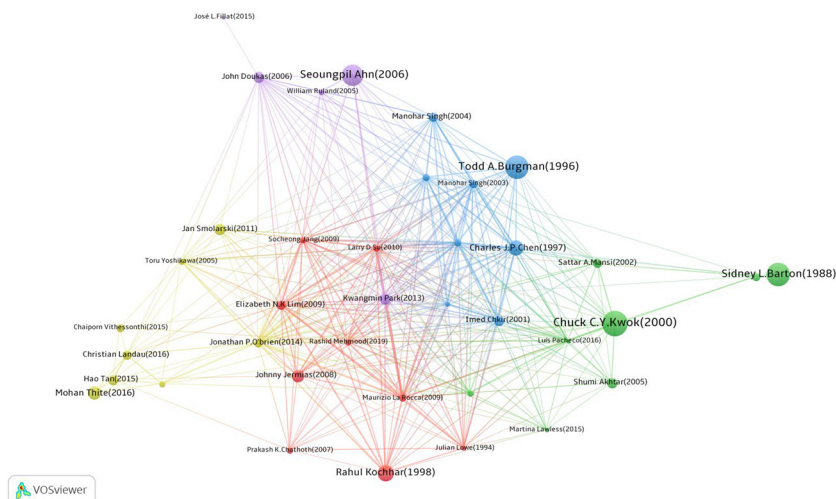 José L.Fillat(2015)
John Doukas(2006)
Seoungpil Ahn(2006)
William Ruland(2005)
Manohar Singh(2004)
Todd A.Burgman(1996)
Manohar Singh(2003)
Jan Smolarski(2011)
Socheong Jang(2009)
Larry D.Su(2010)
Charles J.P.Chen(1997)
Toru Yoshikawa(2005)
Sattar A.Mansi(2002)
Sidney L.Barton(1988)
Kwangmin Park(2013)
Elizabeth N.K.Lim(2009)
Imed Chkir(2001)
Chuck C.Y.Kwok(2000)
Chaiporn Vithessonthi(2015)
Jonathan P.O'brien(2014)
Rashid Mehmood(2019)
Luis Pacheco(2016)
Christian Landau(2016)
Hao Tan(2015)
Johnny Jermias(2008)
Shumi Akhtar(2005)
Mohan Thite(2016)
Maurizio La Rocca(2009)
Martina Lawless(2015)
Prakash K.Chathoth(2007)
Julian Lowe(1994)
Rahul Kochhar(1998)
VOSviewer